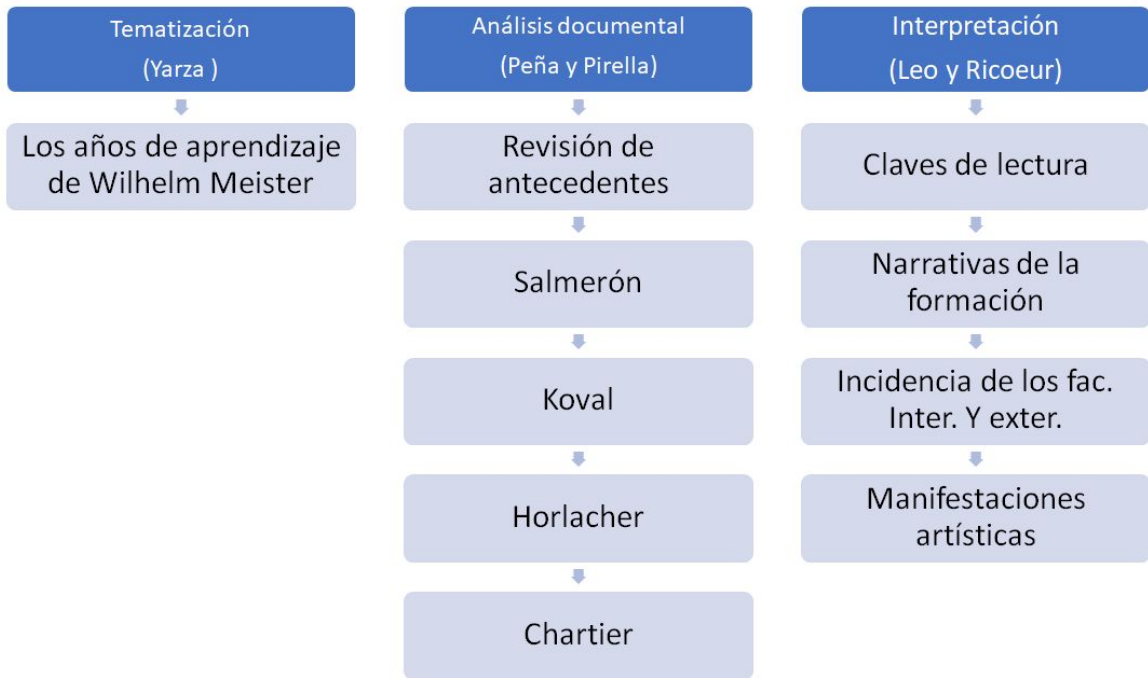 Tematización
(Yarza )
Los años de aprendizaje
de Wilhelm Meister
Análisis documental
(Peña y Pirella)
Revisión de
antecedentes
Salmerón
Koval
Horlacher
Chartier
Interpretación
(Leo y Ricoeur)
Claves de lectura
Narrativas de la
formación
Incidencia de los fac.
Inter. Y exter.
Manifestaciones
artísticas